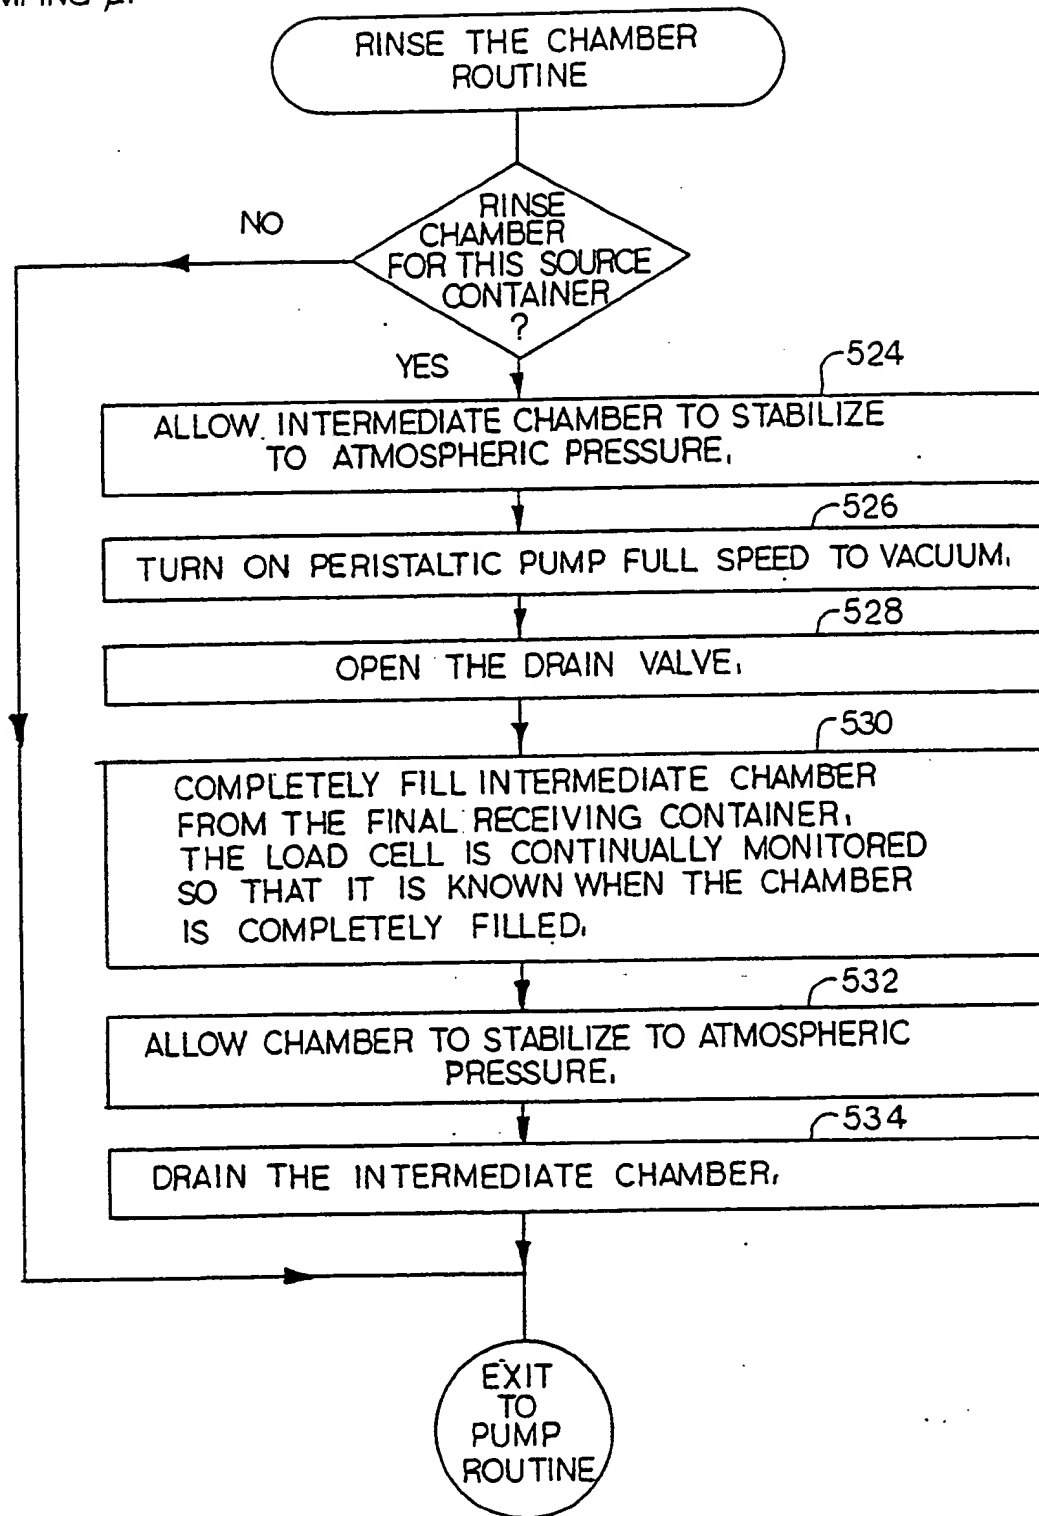 RINSE THE CHAMBER
ROUTINE
RINSE
CHAMBER
FOR THIS SOURCE
CONTAINER
?
NO
YES
524
ALLOW INTERMEDIATE CHAMBER TO STABILIZE
TO ATMOSPHERIC PRESSURE.
526
TURN ON PERISTALTIC PUMP FULL SPEED TO VACUUM.
528
OPEN THE DRAIN VALVE.
530
COMPLETELY FILL INTERMEDIATE CHAMBER
FROM THE FINAL RECEIVING CONTAINER.
THE LOAD CELL IS CONTINUALLY MONITORED
SO THAT IT IS KNOWN WHEN THE CHAMBER
IS COMPLETELY FILLED.
532
ALLOW CHAMBER TO STABILIZE TO ATMOSPHERIC
PRESSURE.
534
DRAIN THE INTERMEDIATE CHAMBER.
EXIT
TO
PUMP
ROUTINE